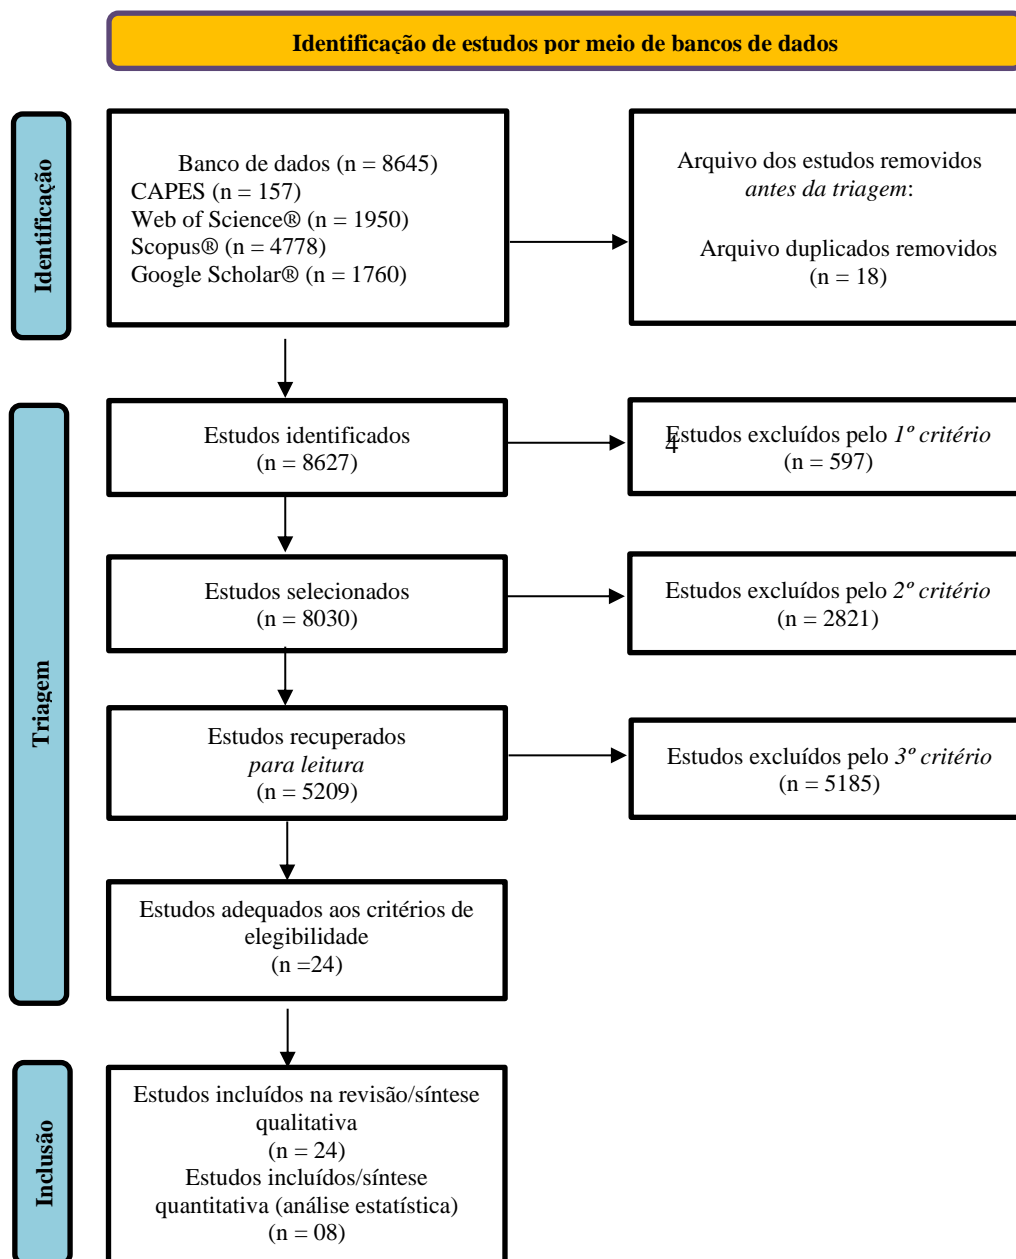 Identificação de estudos por meio de bancos de dados
Identificação
Banco de dados (n = 8645)
CAPES (n = 157)
Web of Science® (n = 1950)
Scopus® (n = 4778)
Google Scholar® (n = 1760)
Arquivo dos estudos removidos
antes da triagem:
Arquivo duplicados removidos
(n = 18)
Triagem
Estudos identificados
(n = 8627)
Estudos excluídos pelo 1º critério
4
(n = 597)
Estudos selecionados
(n = 8030)
Estudos excluídos pelo 2º critério
(n = 2821)
Estudos recuperados
para leitura
(n = 5209)
Estudos excluídos pelo 3º critério
(n = 5185)
Estudos adequados aos critérios de
elegibilidade
(n =24)
Inclusão
Estudos incluídos na revisão/síntese
qualitativa
(n = 24)
Estudos incluídos/síntese
quantitativa (análise estatística)
(n = 08)